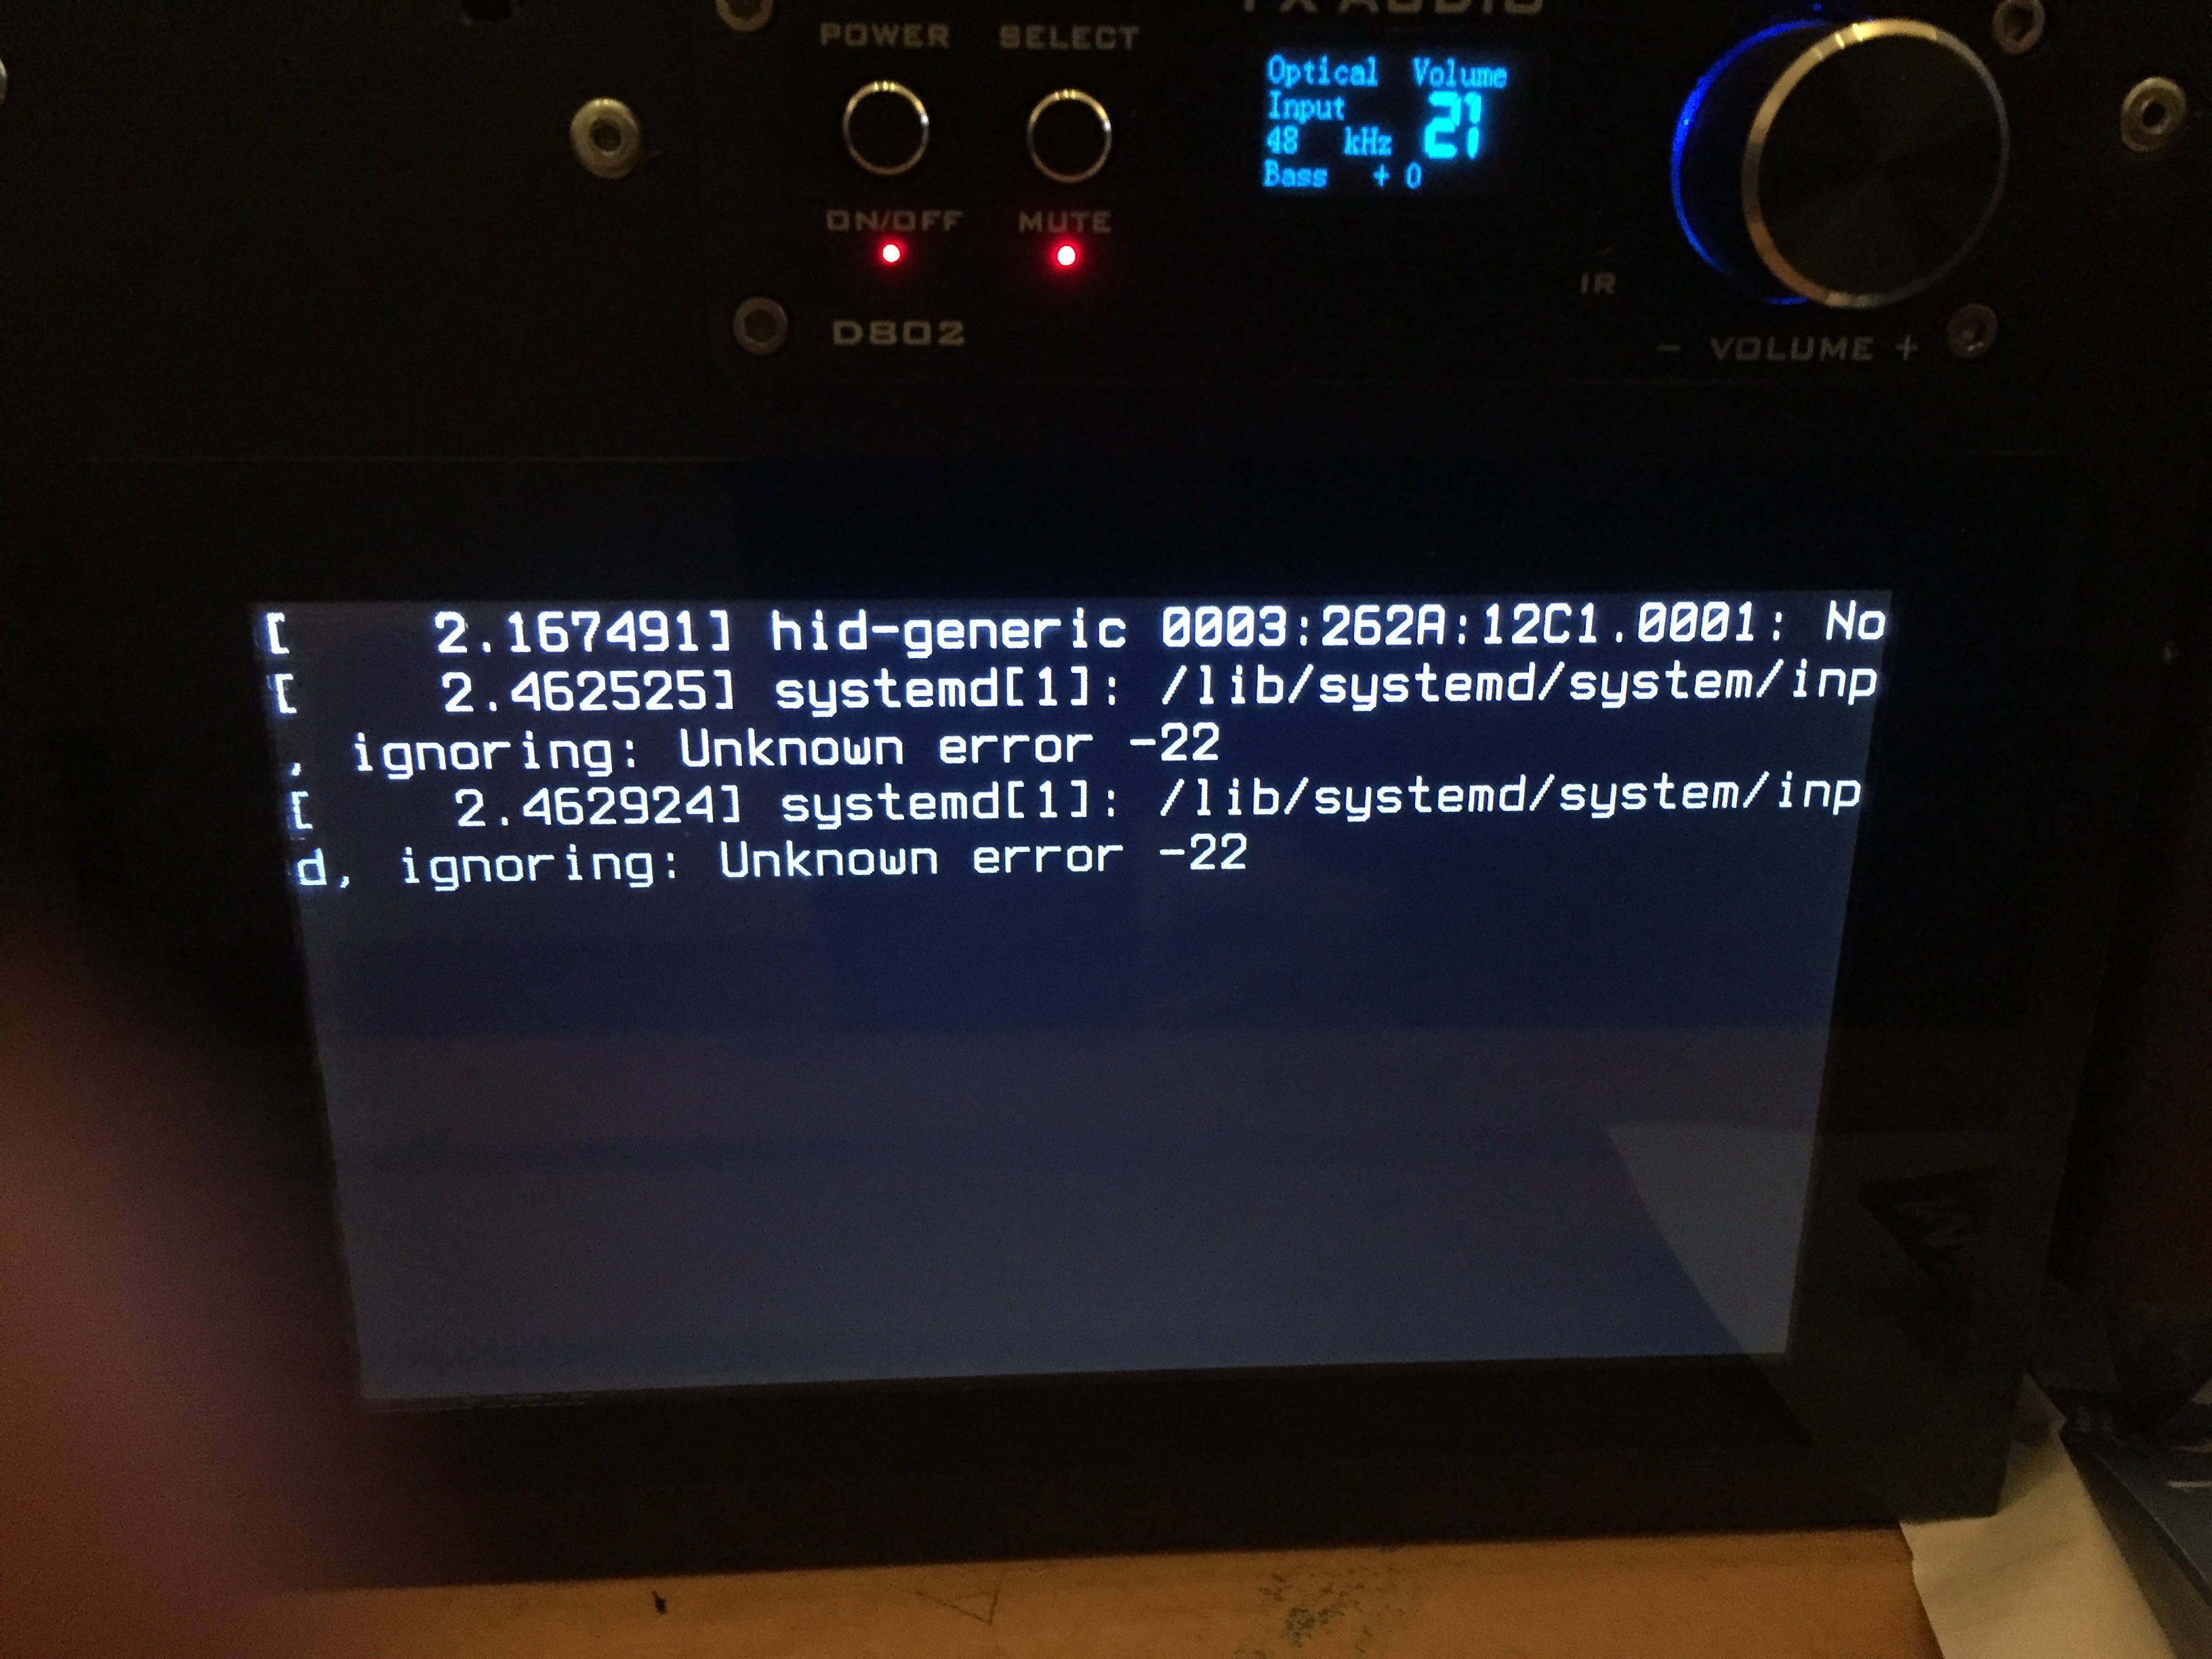 FX AUDIO
POWER SELECT
Optical Volume
Input 21
48 kHz
Bass + 0
ON/OFF MUTE
IR
D802
- VOLUME +
[    2.167491] hid-generic 0003:262A:12C1.0001: No
[    2.462525] systemd[1]: /lib/systemd/system/inp
, ignoring: Unknown error -22
[    2.462924] systemd[1]: /lib/systemd/system/inp
d, ignoring: Unknown error -22